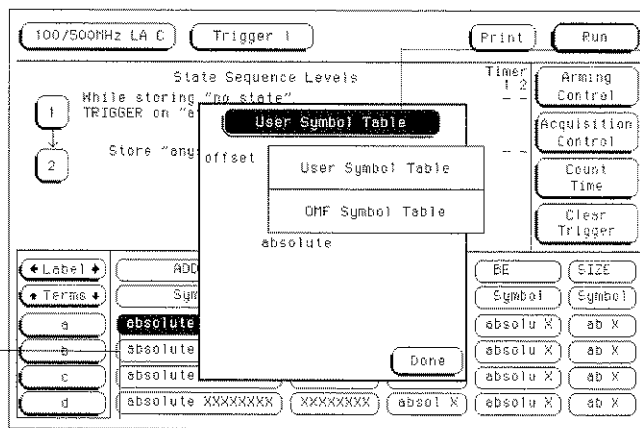 100/500MHz LA C Trigger 1 Print Run
State Sequence Levels Timer
1 2
While storing "no state"
TRIGGER on "a
1
Store "any
2
Arming
Control
Acquisition
Control
Count
Time
Clear
Trigger
User Symbol Table
offset
User Symbol Table
OMF Symbol Table
absolute
Done
Label ADD BE SIZE
Terms Sym Symbol Symbol
a absolute absolu X ab X
b absolute absolu X ab X
c absolute absolu X ab X
d absolute XXXXXXXX XXXXXXXX absol X absolu X ab X